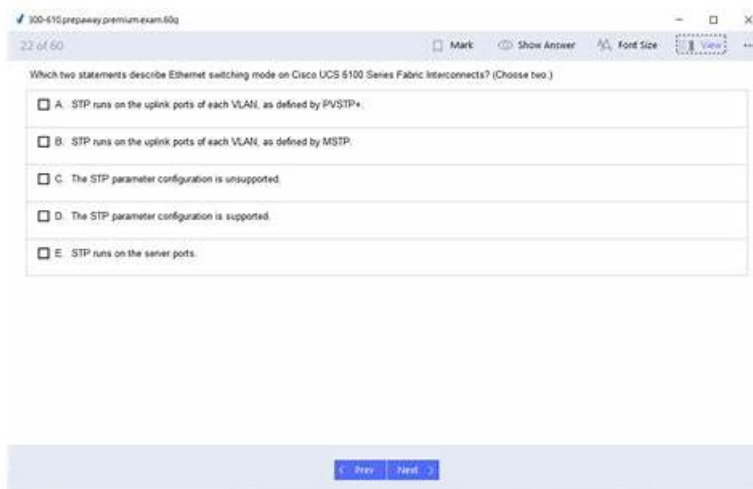 300-610.prepaway.premium.exam.60q
22 of 60 Mark Show Answer Font Size View
Which two statements describe Ethernet switching mode on Cisco UCS 6100 Series Fabric Interconnects? (Choose two.)
A. STP runs on the uplink ports of each VLAN, as defined by PVSTP+.
B. STP runs on the uplink ports of each VLAN, as defined by MSTP.
C. The STP parameter configuration is unsupported.
D. The STP parameter configuration is supported.
E. STP runs on the server ports.
Prev Next